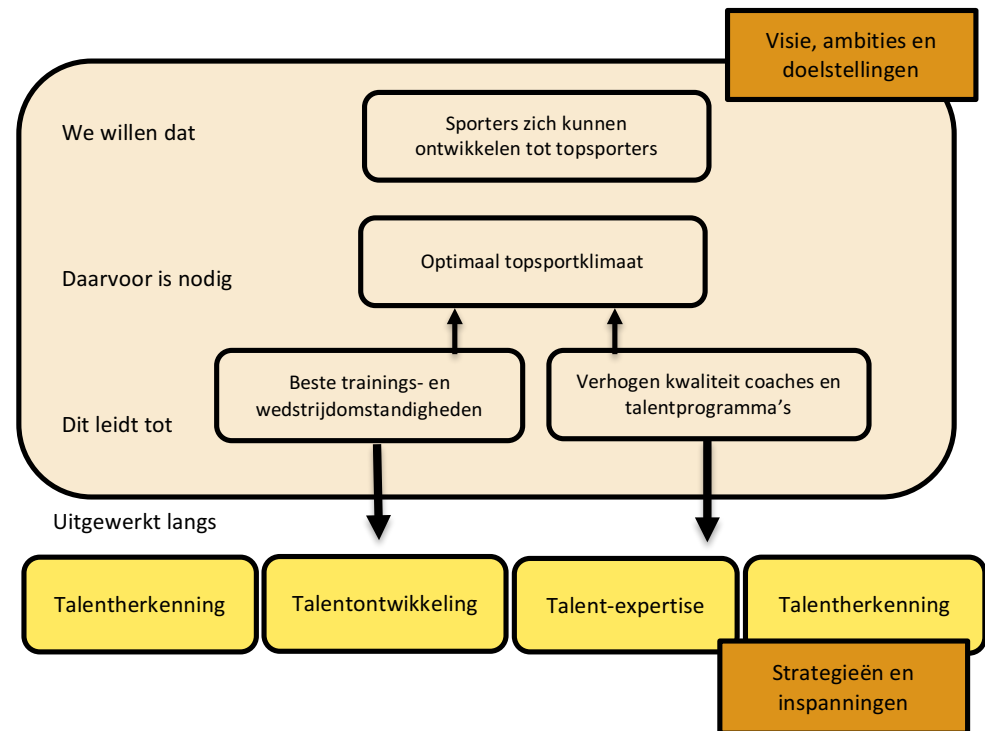 Visie, ambities en
doelstellingen
We willen dat
Sporters zich kunnen
ontwikkelen tot topsporters
Daarvoor is nodig
Optimaal topsportklimaat
Dit leidt tot
Beste trainings- en
wedstrijdomstandigheden
Verhogen kwaliteit coaches en
talentprogramma's
Uitgewerkt langs
Talentherkenning
Talentontwikkeling
Talent-expertise
Talentherkenning
Strategieën en
inspanningen